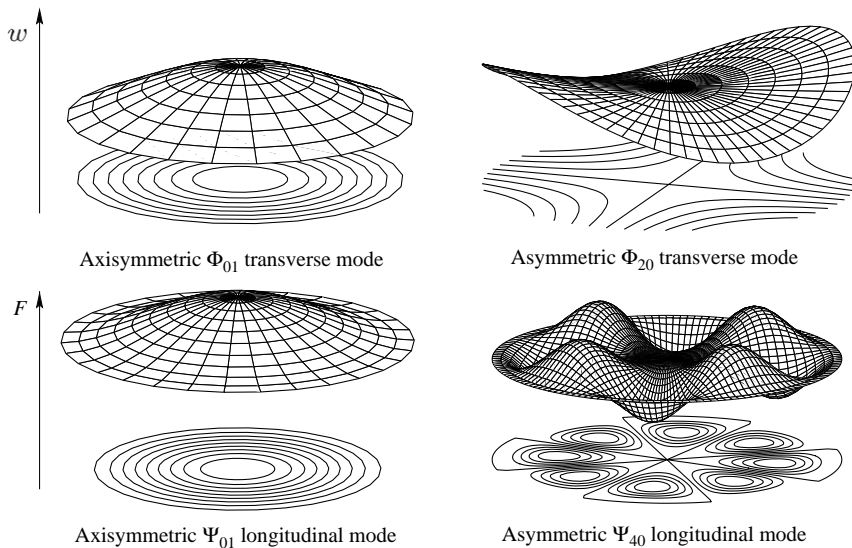 w
Axisymmetric Φ₀₁ transverse mode
Asymmetric Φ₂₀ transverse mode
F
Axisymmetric Ψ₀₁ longitudinal mode
Asymmetric Ψ₄₀ longitudinal mode